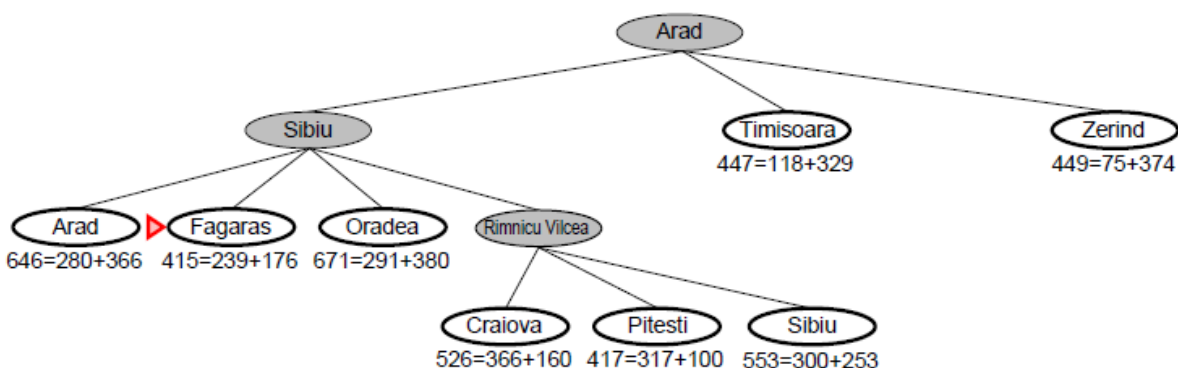 Arad
Sibiu Timisoara Zerind
447=118+329 449=75+374
Arad Fagaras Oradea Rimnicu Vilcea
646=280+366 415=239+176 671=291+380
Craiova Pitesti Sibiu
526=366+160 417=317+100 553=300+253